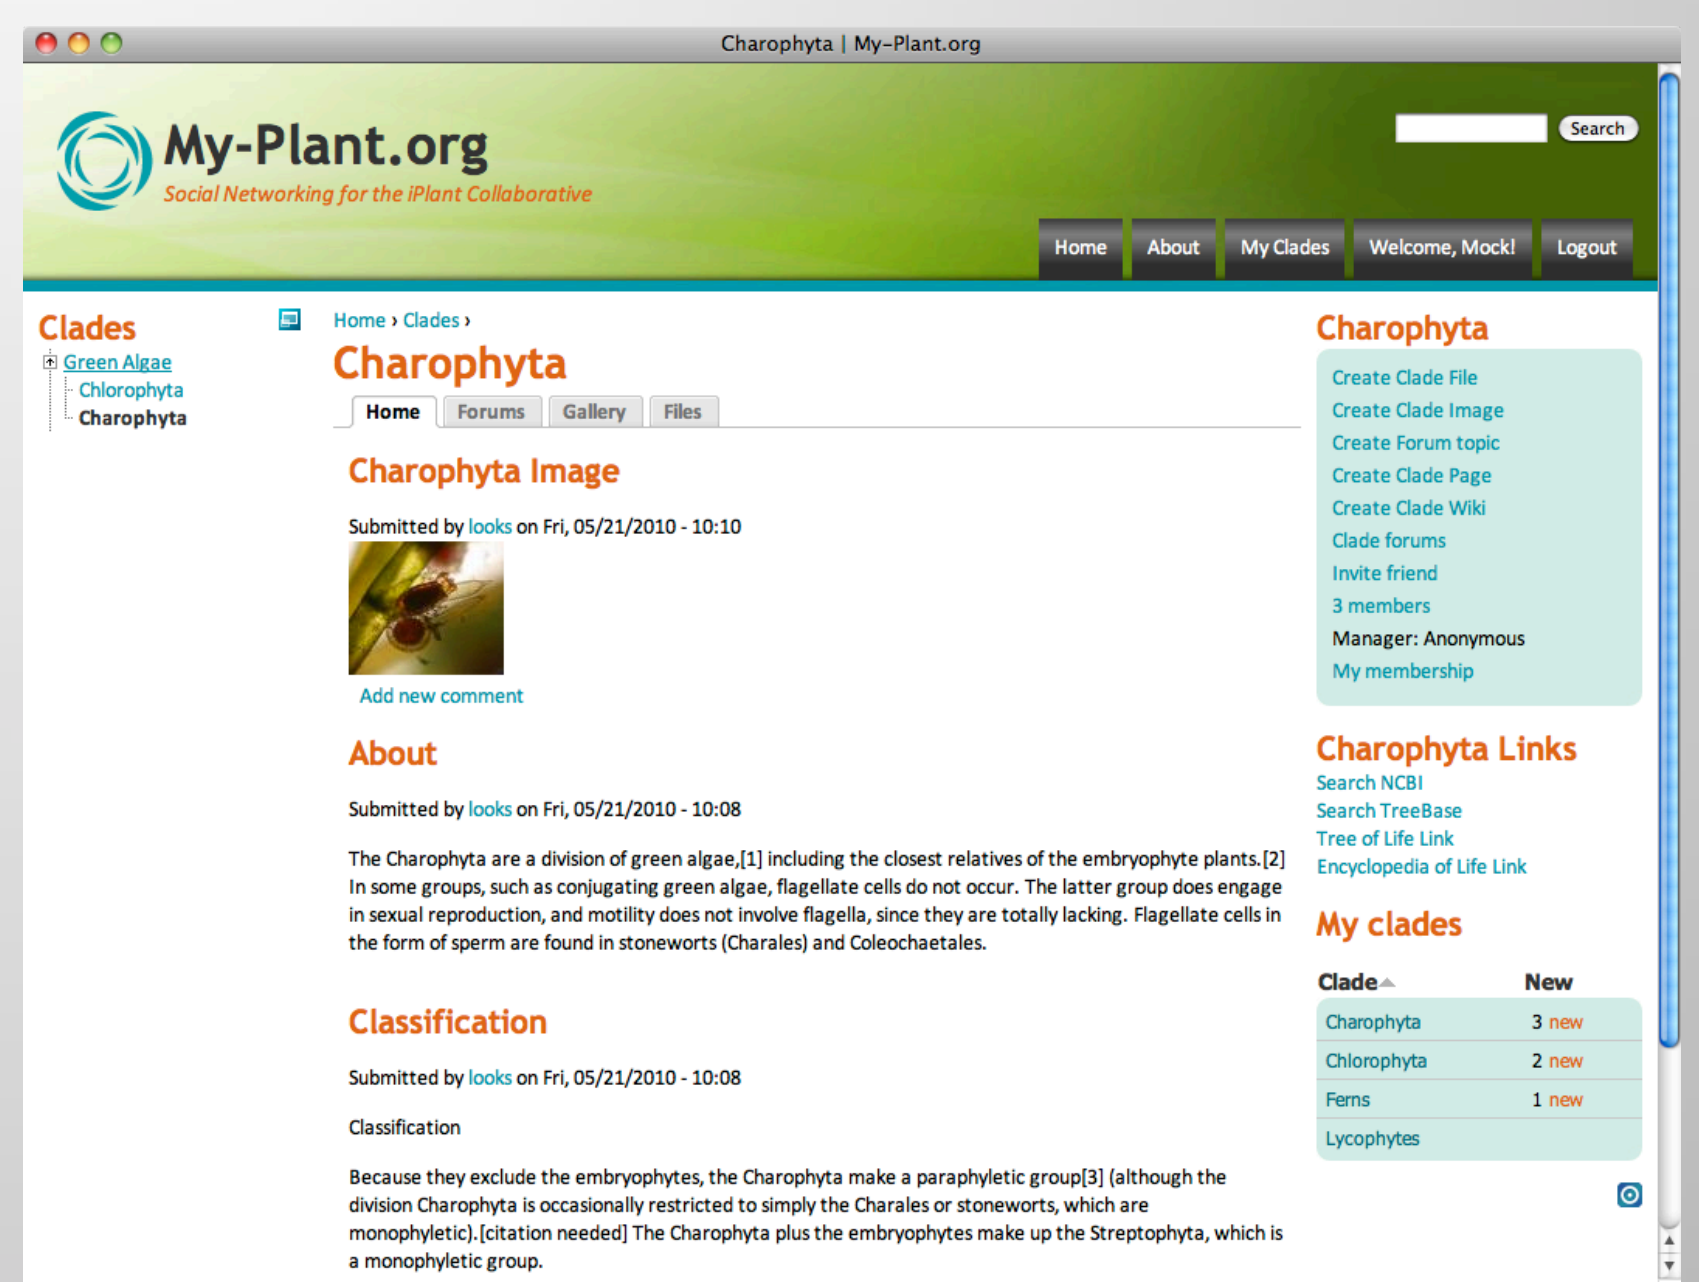 Charophyta | My-Plant.org
My-Plant.org
Social Networking for the iPlant Collaborative
Search
Home About My Clades Welcome, Mock! Logout
Clades
Green Algae
Chlorophyta
Charophyta
Home › Clades ›
Charophyta
Home Forums Gallery Files
Charophyta Image
Submitted by looks on Fri, 05/21/2010 - 10:10
Add new comment
About
Submitted by looks on Fri, 05/21/2010 - 10:08
The Charophyta are a division of green algae,[1] including the closest relatives of the embryophyte plants.[2]
In some groups, such as conjugating green algae, flagellate cells do not occur. The latter group does engage
in sexual reproduction, and motility does not involve flagella, since they are totally lacking. Flagellate cells in
the form of sperm are found in stoneworts (Charales) and Coleochaetales.
Classification
Submitted by looks on Fri, 05/21/2010 - 10:08
Classification
Because they exclude the embryophytes, the Charophyta make a paraphyletic group[3] (although the
division Charophyta is occasionally restricted to simply the Charales or stoneworts, which are
monophyletic).[citation needed] The Charophyta plus the embryophytes make up the Streptophyta, which is
a monophyletic group.
Charophyta
Create Clade File
Create Clade Image
Create Forum topic
Create Clade Page
Create Clade Wiki
Clade forums
Invite friend
3 members
Manager: Anonymous
My membership
Charophyta Links
Search NCBI
Search TreeBase
Tree of Life Link
Encyclopedia of Life Link
My clades
Clade New
Charophyta 3 new
Chlorophyta 2 new
Ferns 1 new
Lycophytes